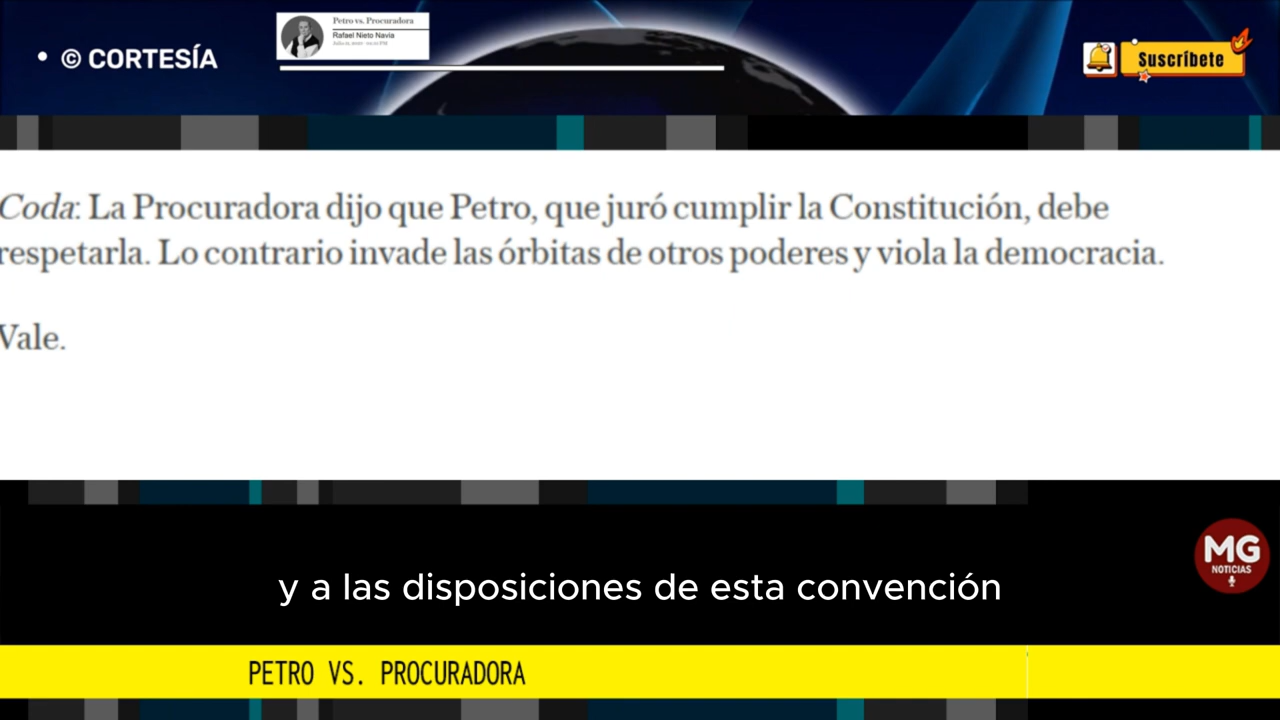 • © CORTESÍA
Petro vs. Procuradora
Rafael Nieto Navia
Suscríbete
Coda: La Procuradora dijo que Petro, que juró cumplir la Constitución, debe
respetarla. Lo contrario invade las órbitas de otros poderes y viola la democracia.
Vale.
MG
NOTICIAS
y a las disposiciones de esta convención
PETRO VS. PROCURADORA